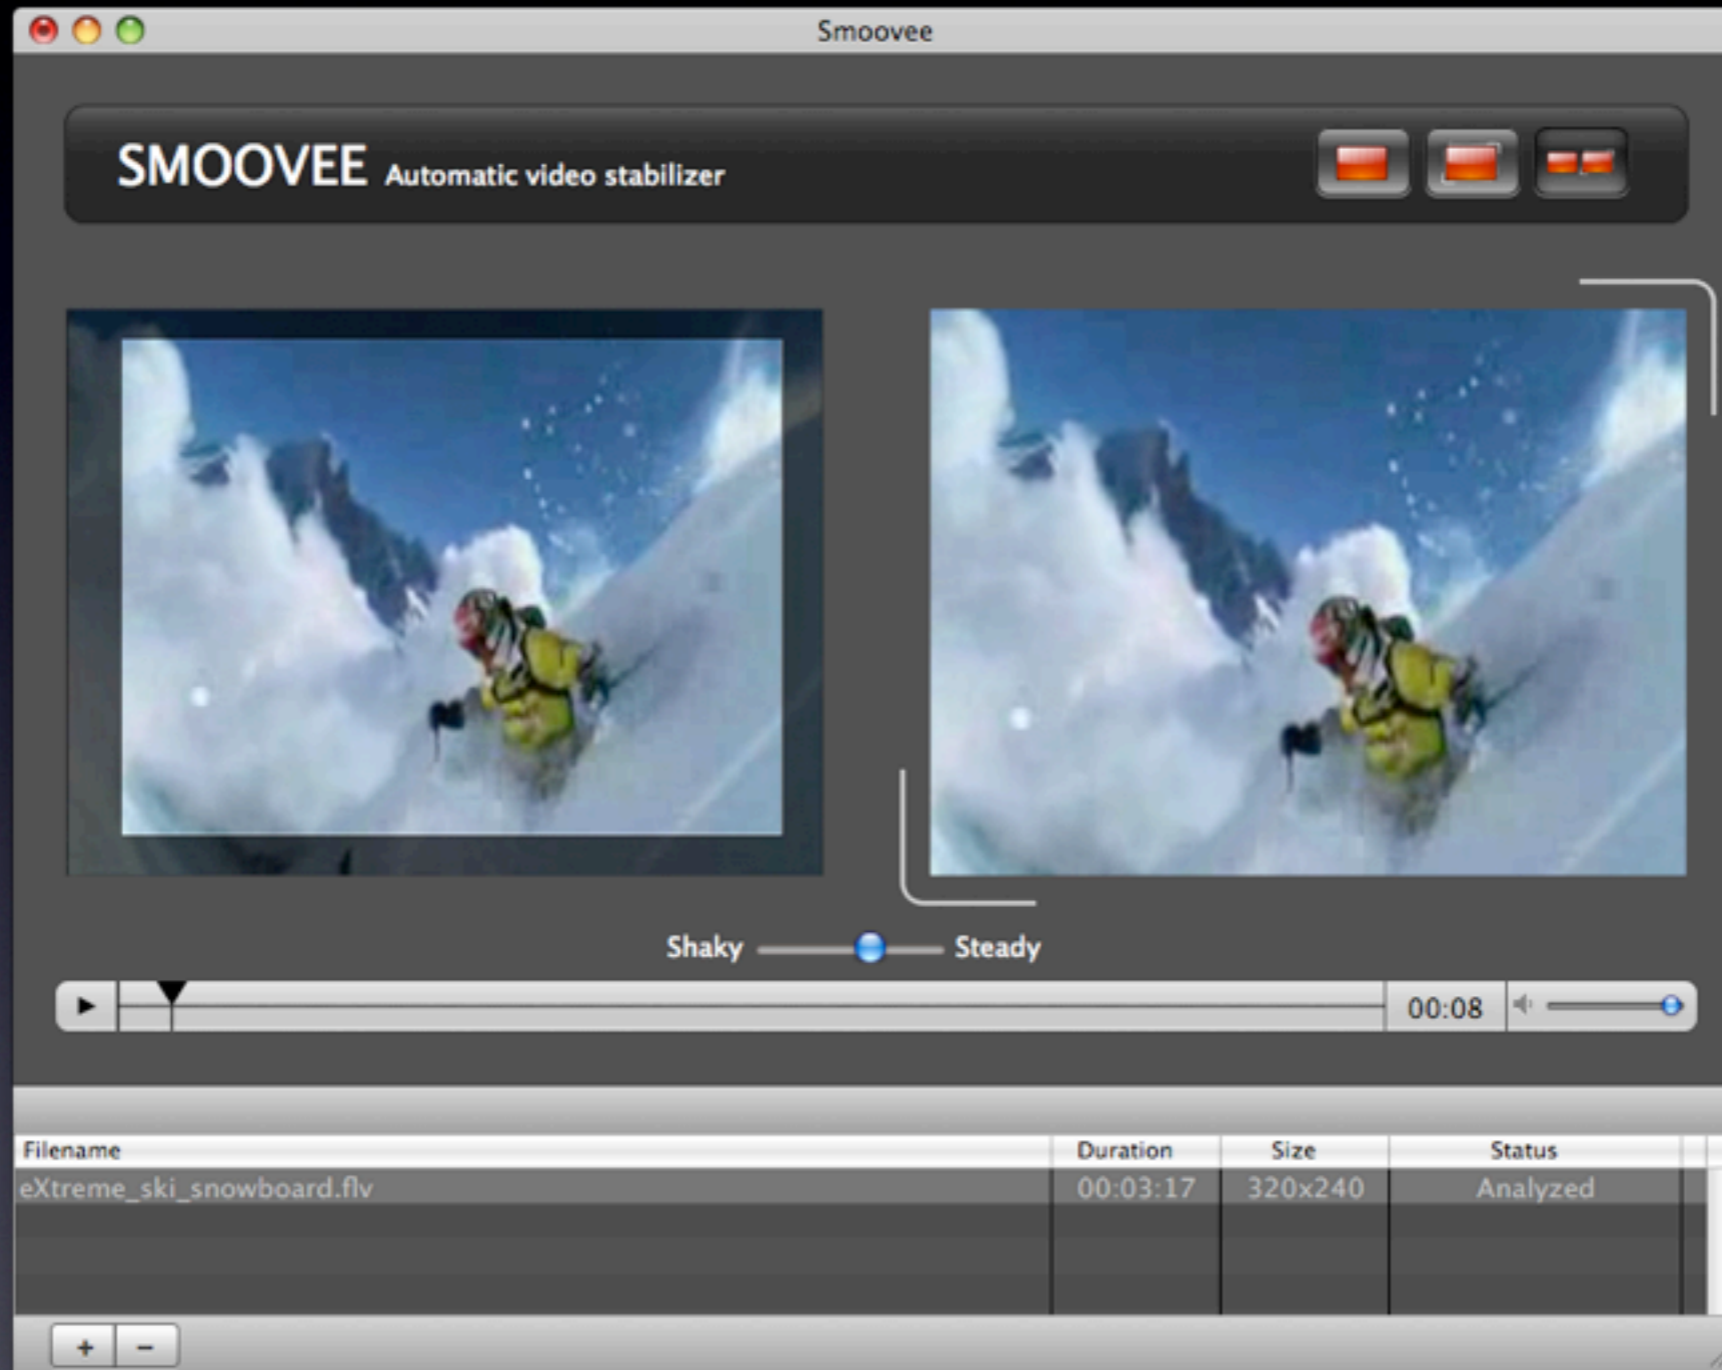 Smoovee
SMOOVEE Automatic video stabilizer
Shaky Steady
00:08
Filename Duration Size Status
eXtreme_ski_snowboard.flv 00:03:17 320x240 Analyzed
+ −